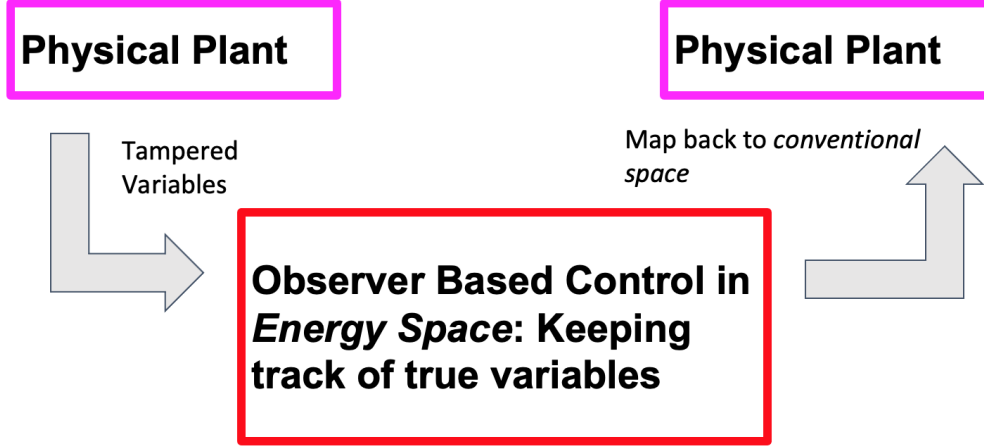 Physical Plant
Physical Plant
Tampered
Variables
Map back to conventional
space
Observer Based Control in
Energy Space: Keeping
track of true variables